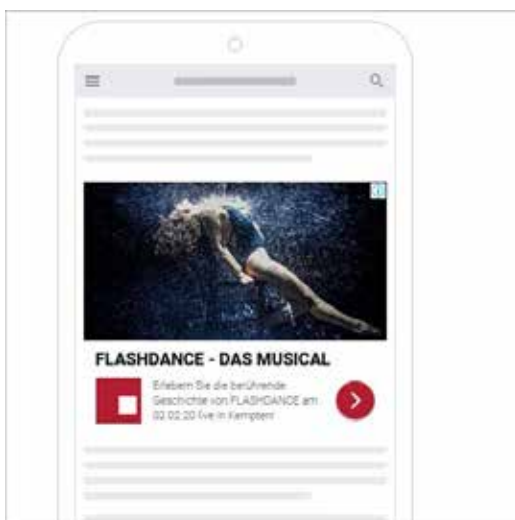 FLASHDANCE - DAS MUSICAL
Erleben Sie die berührende
Geschichte von FLASHDANCE am
02.02.20 live in Kempten!